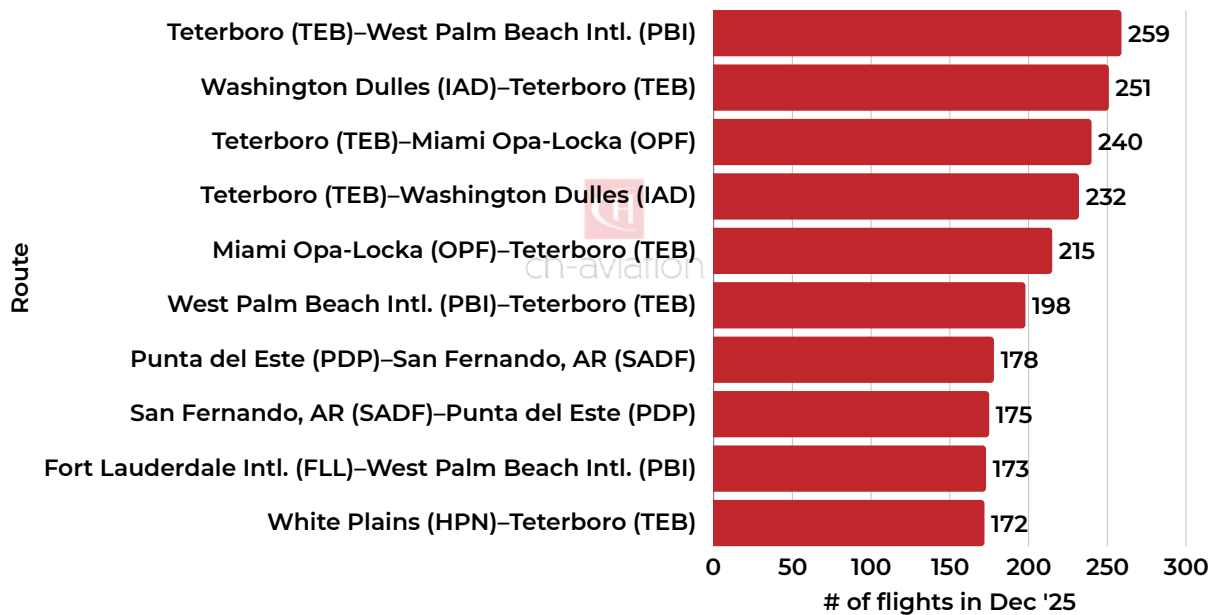 Teterboro (TEB)–West Palm Beach Intl. (PBI) 259
Washington Dulles (IAD)–Teterboro (TEB) 251
Teterboro (TEB)–Miami Opa-Locka (OPF) 240
Teterboro (TEB)–Washington Dulles (IAD) 232
CH
Miami Opa-Locka (OPF)–Teterboro (TEB) 215
ch-aviation
West Palm Beach Intl. (PBI)–Teterboro (TEB) 198
Punta del Este (PDP)–San Fernando, AR (SADF) 178
San Fernando, AR (SADF)–Punta del Este (PDP) 175
Fort Lauderdale Intl. (FLL)–West Palm Beach Intl. (PBI) 173
White Plains (HPN)–Teterboro (TEB) 172
Route
0 50 100 150 200 250 300
# of flights in Dec '25